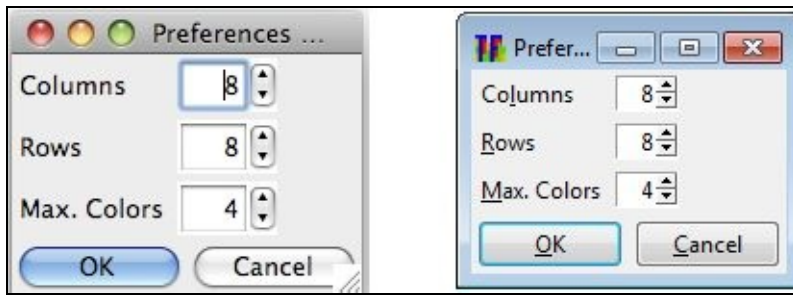 Preferences ...
Columns 8
Rows 8
Max. Colors 4
OK Cancel
Prefer...
Columns 8
Rows 8
Max. Colors 4
OK Cancel